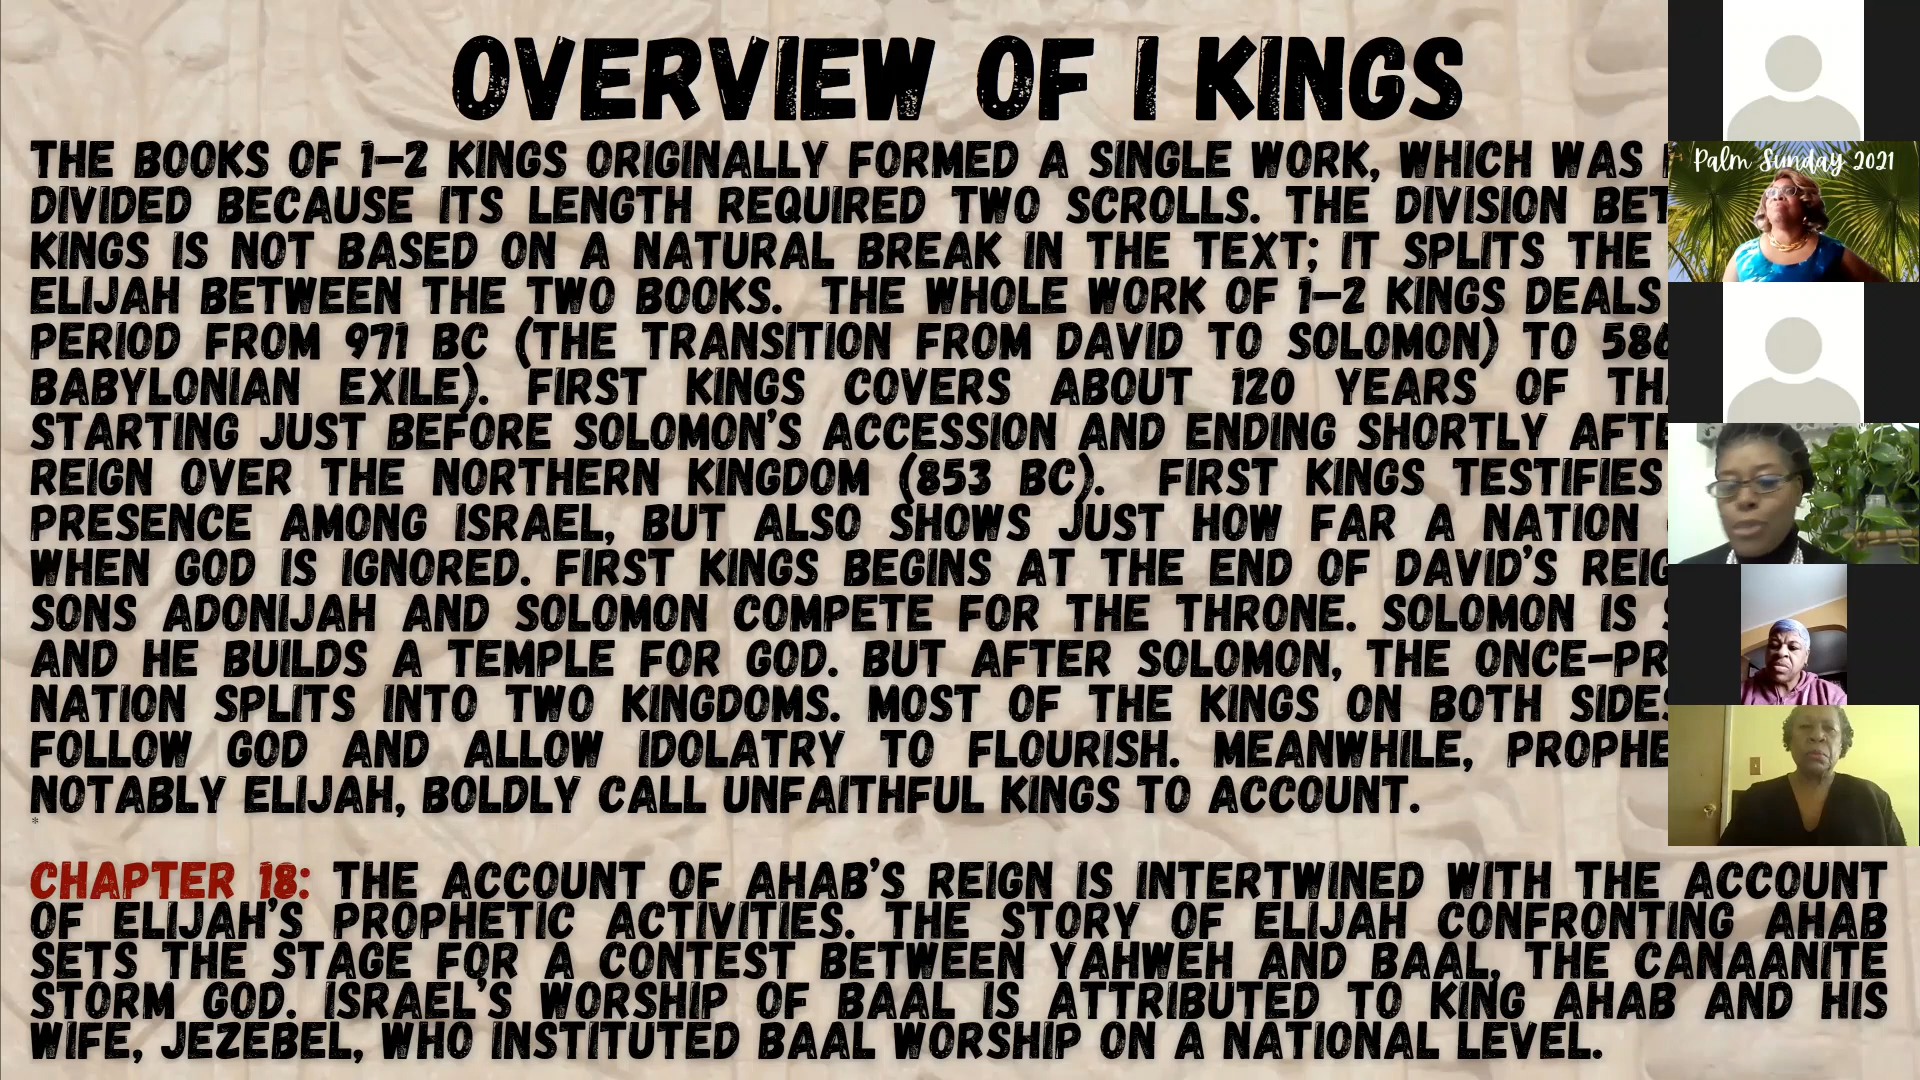 OVERVIEW OF I KINGS
THE BOOKS OF 1–2 KINGS ORIGINALLY FORMED A SINGLE WORK, WHICH WAS
DIVIDED BECAUSE ITS LENGTH REQUIRED TWO SCROLLS. THE DIVISION
KINGS IS NOT BASED ON A NATURAL BREAK IN THE TEXT; IT SPLITS THE
ELIJAH BETWEEN THE TWO BOOKS. THE WHOLE WORK OF 1–2 KINGS DEALS
PERIOD FROM 971 BC (THE TRANSITION FROM DAVID TO SOLOMON) TO 586
BABYLONIAN EXILE). FIRST KINGS COVERS ABOUT 120 YEARS OF
STARTING JUST BEFORE SOLOMON’S ACCESSION AND ENDING SHORTLY
REIGN OVER THE NORTHERN KINGDOM (853 BC). FIRST KINGS TESTIFIES
PRESENCE AMONG ISRAEL, BUT ALSO SHOWS JUST HOW FAR A NATION
WHEN GOD IS IGNORED. FIRST KINGS BEGINS AT THE END OF DAVID’S
SONS ADONIJAH AND SOLOMON COMPETE FOR THE THRONE. SOLOMON IS
AND HE BUILDS A TEMPLE FOR GOD. BUT AFTER SOLOMON, THE
NATION SPLITS INTO TWO KINGDOMS. MOST OF THE KINGS ON BOTH SIDES
FOLLOW GOD AND ALLOW IDOLATRY TO FLOURISH. MEANWHILE,
NOTABLY ELIJAH, BOLDLY CALL UNFAITHFUL KINGS TO ACCOUNT.
*
CHAPTER 18: THE ACCOUNT OF AHAB’S REIGN IS INTERTWINED WITH THE ACCOUNT
OF ELIJAH’S PROPHETIC ACTIVITIES. THE STORY OF ELIJAH CONFRONTING AHAB
SETS THE STAGE FOR A CONTEST BETWEEN YAHWEH AND BAAL, THE CANAANITE
STORM GOD. ISRAEL’S WORSHIP OF BAAL IS ATTRIBUTED TO KING AHAB AND HIS
WIFE, JEZEBEL, WHO INSTITUTED BAAL WORSHIP ON A NATIONAL LEVEL.
Palm Sunday 2021